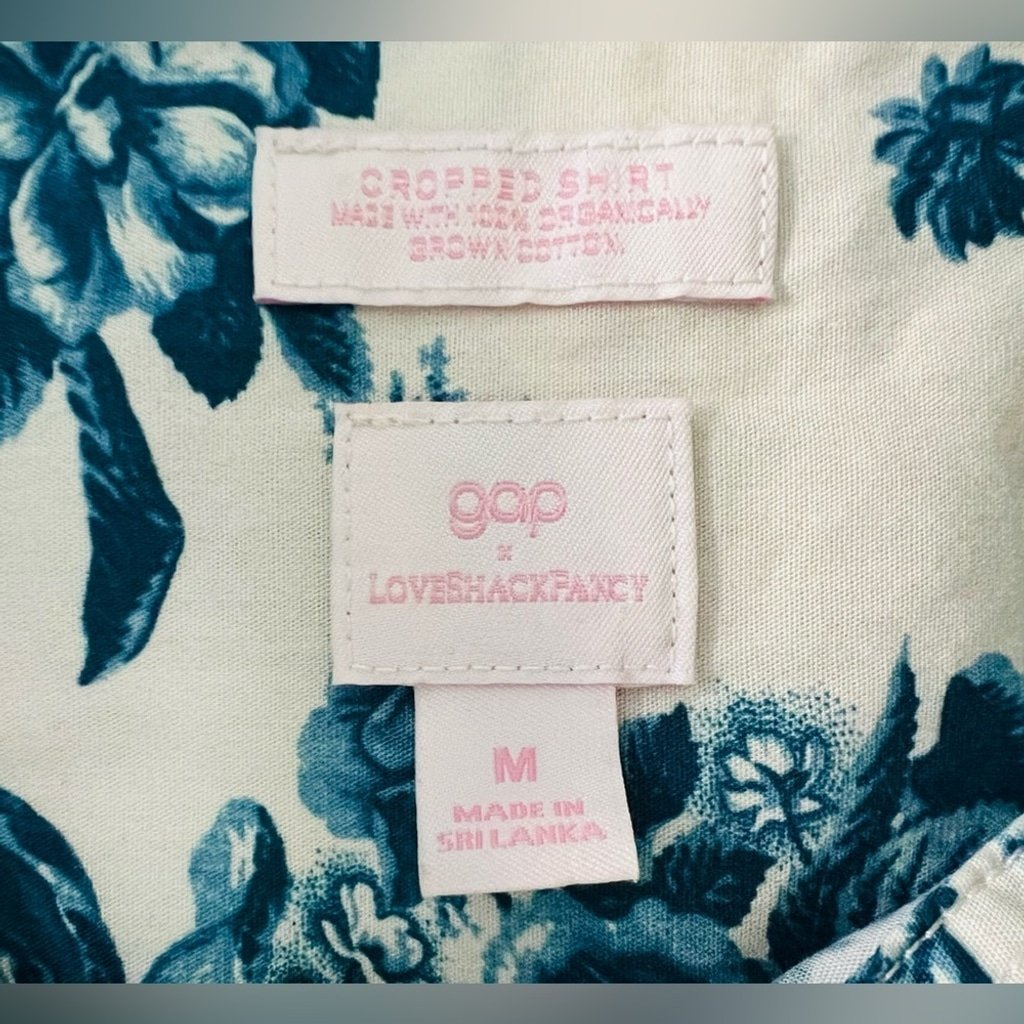 CROPPED SHIRT
MADE WITH 100% ORGANICALLY
GROWN COTTON.
gap
x
LOVESHACKFANCY
M
MADE IN
SRI LANKA